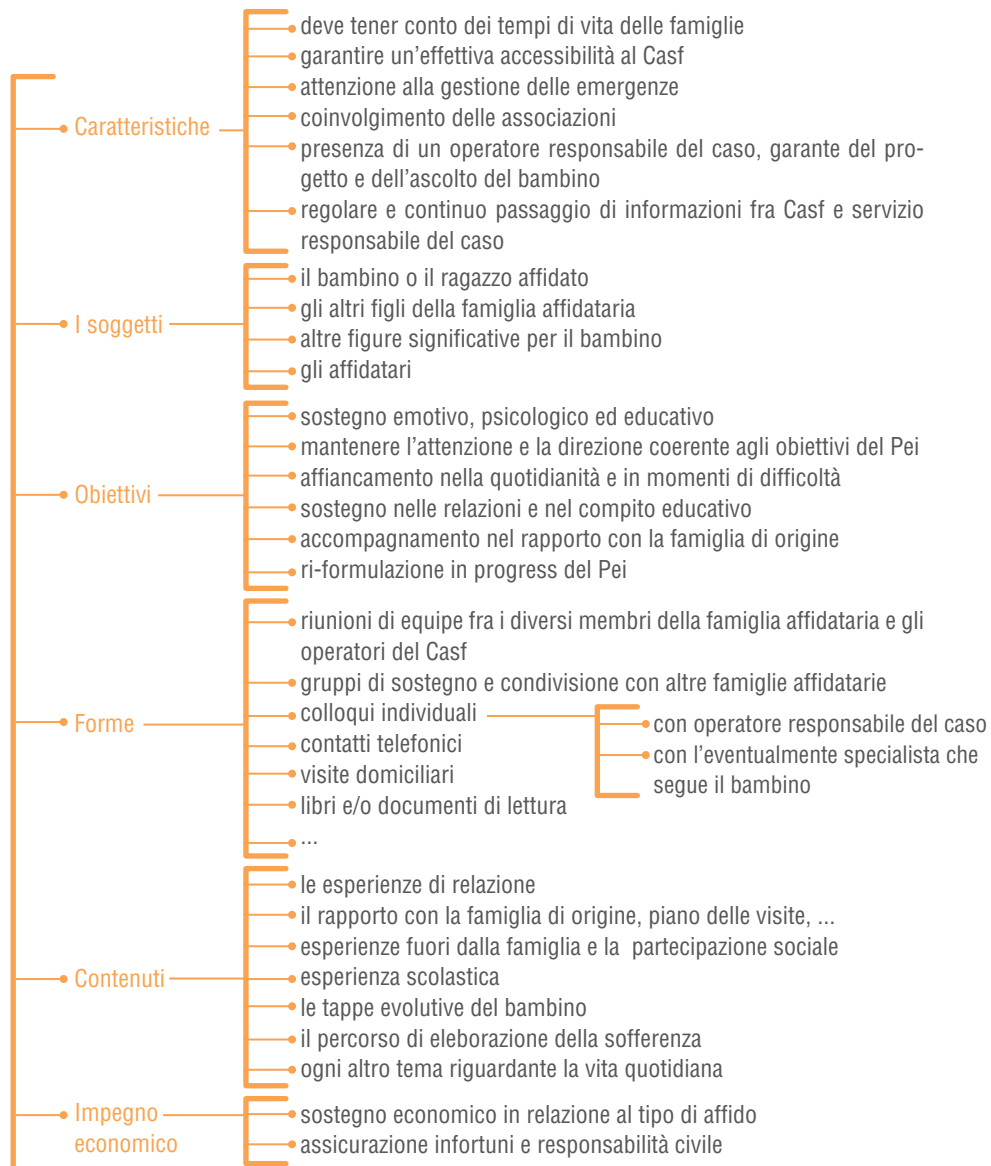 Caratteristiche
deve tener conto dei tempi di vita delle famiglie
garantire un'effettiva accessibilità al Casf
attenzione alla gestione delle emergenze
coinvolgimento delle associazioni
presenza di un operatore responsabile del caso, garante del pro-
getto e dell'ascolto del bambino
regolare e continuo passaggio di informazioni fra Casf e servizio
responsabile del caso
I soggetti
il bambino o il ragazzo affidato
gli altri figli della famiglia affidataria
altre figure significative per il bambino
gli affidatari
Obiettivi
sostegno emotivo, psicologico ed educativo
mantenere l'attenzione e la direzione coerente agli obiettivi del Pei
affiancamento nella quotidianità e in momenti di difficoltà
sostegno nelle relazioni e nel compito educativo
accompagnamento nel rapporto con la famiglia di origine
ri-formulazione in progress del Pei
Forme
riunioni di equipe fra i diversi membri della famiglia affidataria e gli
operatori del Casf
gruppi di sostegno e condivisione con altre famiglie affidatarie
colloqui individuali
con operatore responsabile del caso
con l'eventualmente specialista che
segue il bambino
contatti telefonici
visite domiciliari
libri e/o documenti di lettura
...
Contenuti
le esperienze di relazione
il rapporto con la famiglia di origine, piano delle visite, ...
esperienze fuori dalla famiglia e la partecipazione sociale
esperienza scolastica
le tappe evolutive del bambino
il percorso di eleborazione della sofferenza
ogni altro tema riguardante la vita quotidiana
Impegno
economico
sostegno economico in relazione al tipo di affido
assicurazione infortuni e responsabilità civile